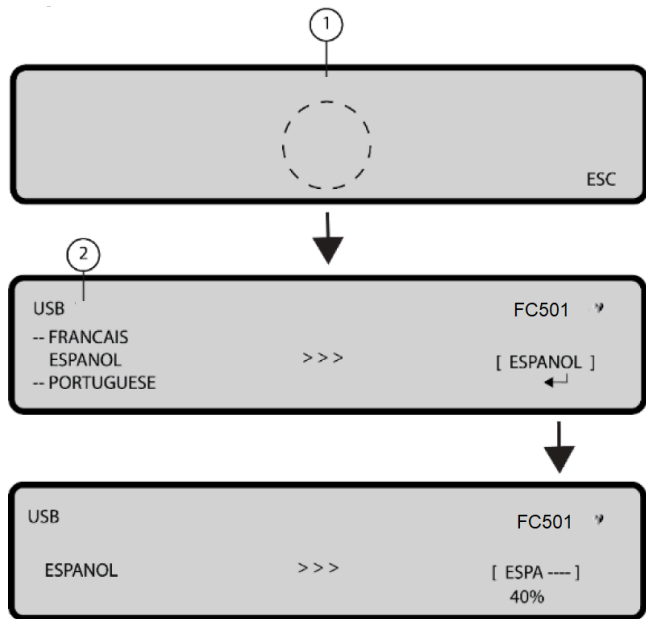 1
ESC
2
USB FC501
-- FRANCAIS
ESPANOL >>> [ ESPANOL ]
-- PORTUGUESE
USB FC501
ESPANOL >>> [ ESPA ---- ]
40%